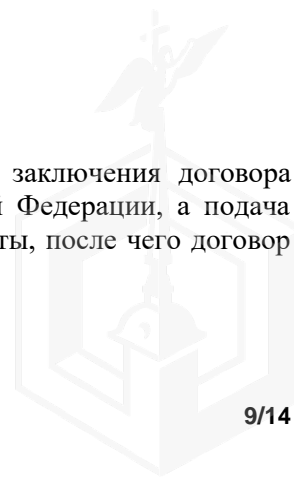 заключения договора
й Федерации, а подача
ты, после чего договор
9/14